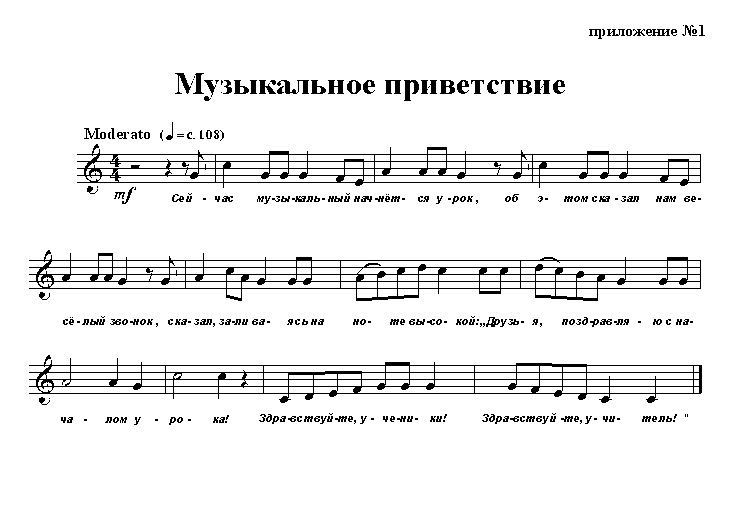 приложение №1
Музыкальное приветствие
Moderato (♩=c. 108)
mf
Сей - час му-зы-каль-ный нач-нёт- ся у-рок, об э- том ска-зал нам ве-
сё-лый зво-нок, ска-зал, за-ли ва- ясь на но- те вы-со- кой:,,Друзь- я, позд-рав-ля- ю с на-
ча- лом у - ро- ка! Здра-вствуй-те, у - че-ни- ки! Здра-вствуй -те, у - чи- тель! "